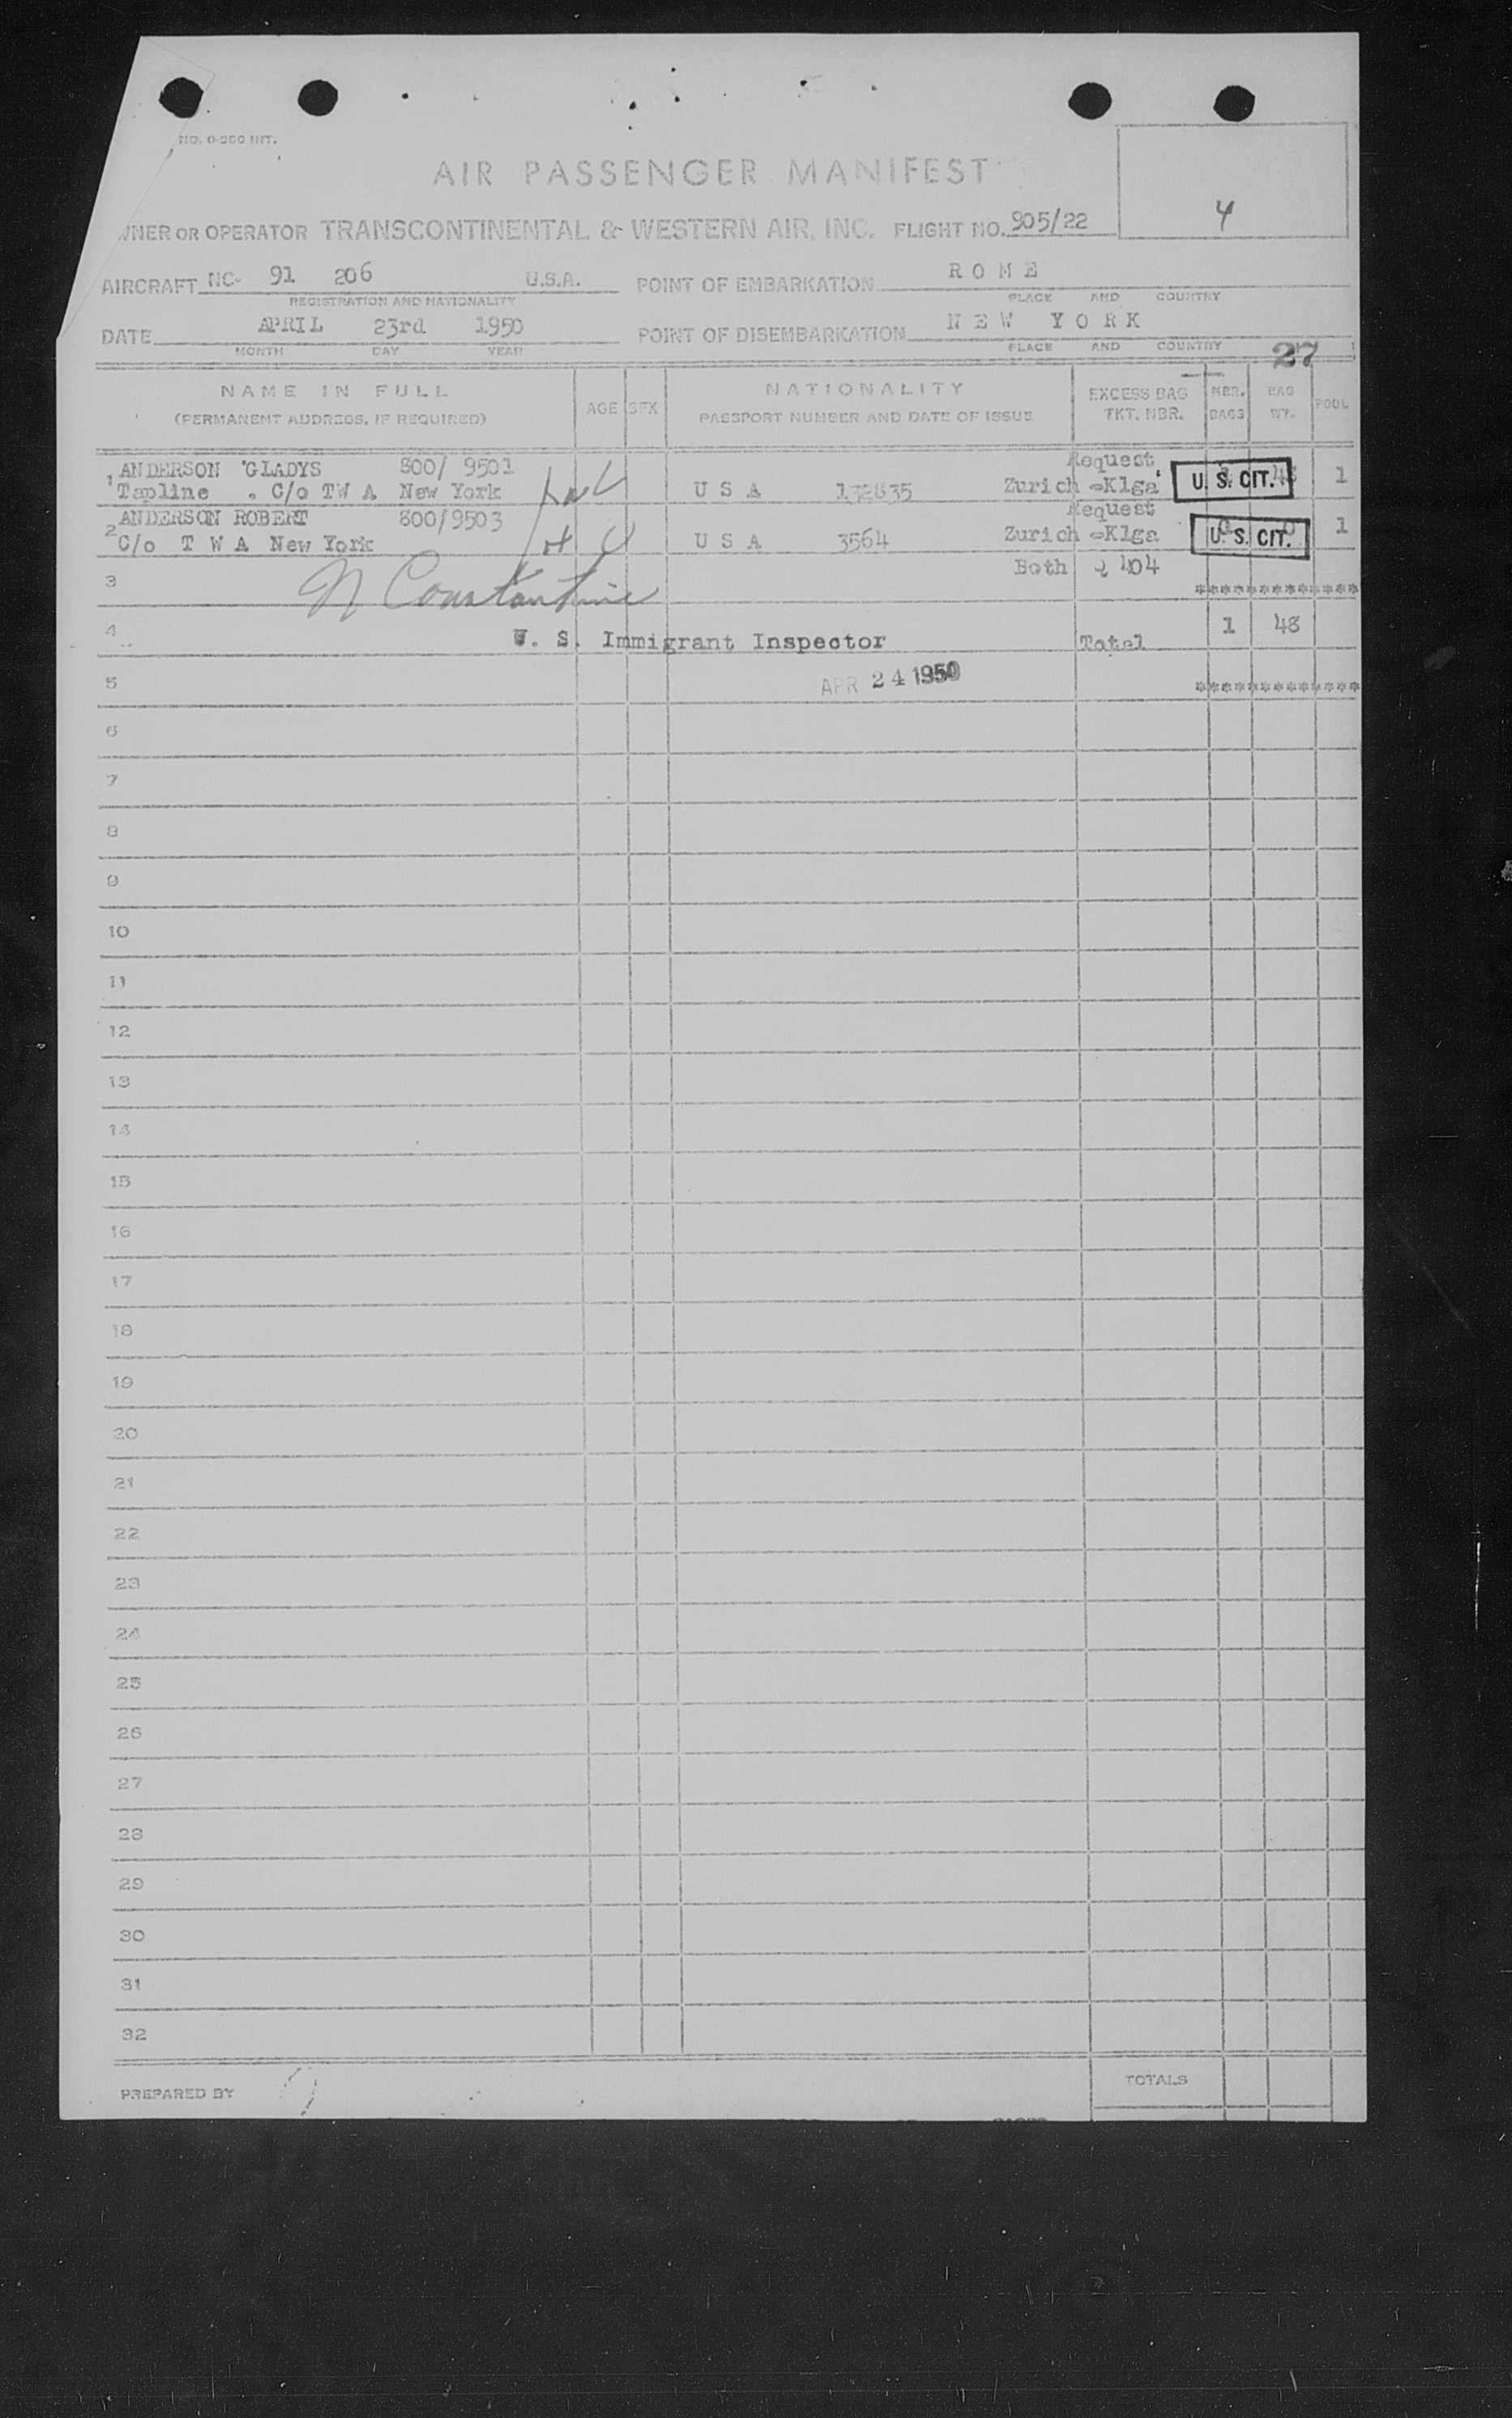 AIR PASSENGER MANIFEST
4
OWNER OR OPERATOR TRANSCONTINENTAL & WESTERN AIR, INC. FLIGHT NO. 905/22
AIRCRAFT NC- 91 206 U.S.A. POINT OF EMBARKATION ROME
REGISTRATION AND NATIONALITY PLACE AND COUNTRY
DATE APRIL 23rd 1950 POINT OF DISEMBARKATION NEW YORK
MONTH DAY YEAR PLACE AND COUNTRY
27
NAME IN FULL AGE SEX NATIONALITY EXCESS BAG NBR. BAG POOL
(PERMANENT ADDRESS, IF REQUIRED) PASSPORT NUMBER AND DATE OF ISSUE TKT. NBR. BAGS WT.
1 ANDERSON GLADYS 800/ 9501 Request
Tapline . C/o TW A New York U S A 132635 Zurich -Klga U. S. CIT. 1
2 ANDERSON ROBERT 800/9503 Request
C/o T W A New York U S A 3564 Zurich -Klga U. S. CIT. 1
3 N Constantine Both 2 404
*************
4 U. S. Immigrant Inspector Total 1 48
5 APR 24 1950 *************
6
7
8
9
10
11
12
13
14
15
16
17
18
19
20
21
22
23
24
25
26
27
28
29
30
31
32
PREPARED BY TOTALS